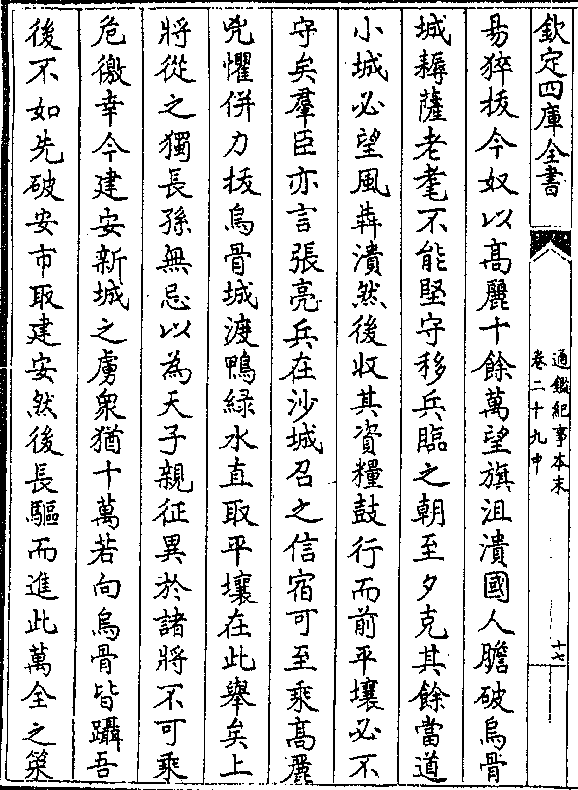 欽定四庫全書
通鑑紀事本末
卷二十九中
十七
易猝拔今奴以高麗十餘萬望旗沮潰國人膽破烏骨
城耨薩老耄不能堅守移兵臨之朝至夕克其餘當道
小城必望風奔潰然後收其資糧鼓行而前平壤必不
守矣羣臣亦言張亮兵在沙城召之信宿可至乘高麗
兇懼併力拔烏骨城渡鴨綠水直取平壤在此舉矣上
將從之獨長孫無忌以為天子親征異於諸將不可乘
危徼幸今建安新城之虜衆猶十萬若向烏骨皆躡吾
後不如先破安市取建安然後長驅而進此萬全之策